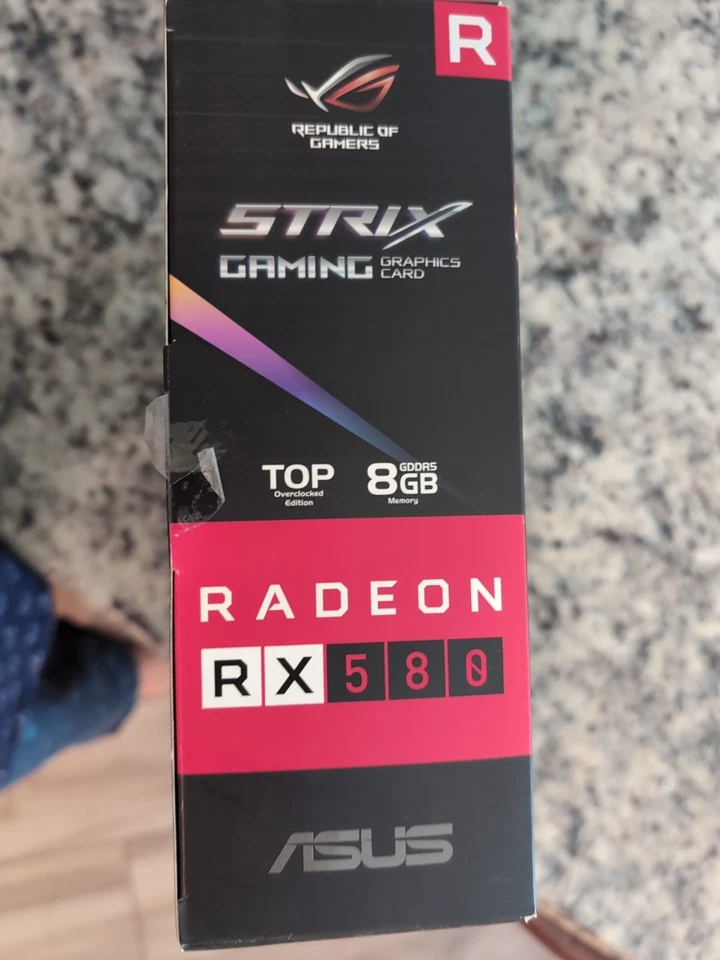 R
REPUBLIC OF
GAMERS
STRIX
GAMING GRAPHICS
CARD
TOP
Overclocked
Edition
8GB GDDR5
Memory
RADEON
RX 580
ASUS